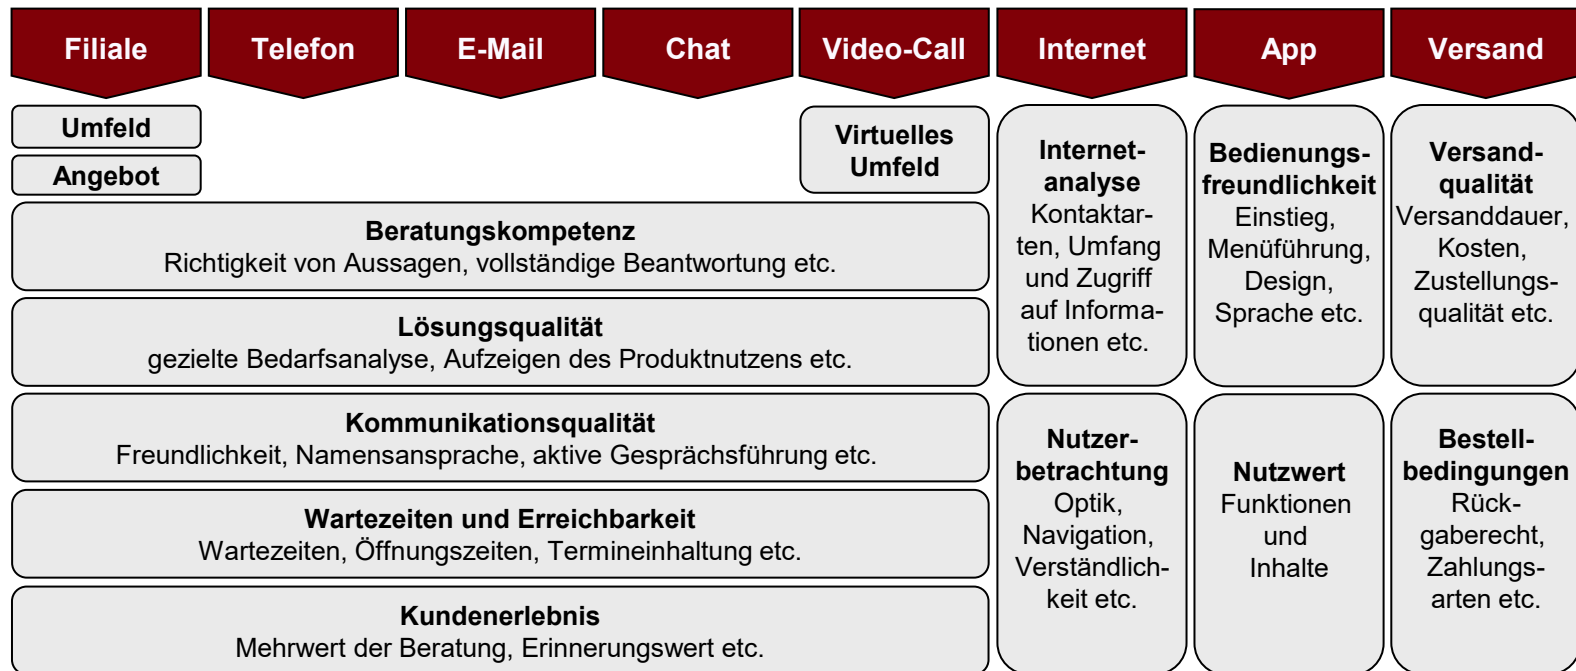 Filiale
Telefon
E-Mail
Chat
Video-Call
Internet
App
Versand
Umfeld
Angebot
Virtuelles
Umfeld
Beratungskompetenz
Richtigkeit von Aussagen, vollständige Beantwortung etc.
Lösungsqualität
gezielte Bedarfsanalyse, Aufzeigen des Produktnutzens etc.
Kommunikationsqualität
Freundlichkeit, Namensansprache, aktive Gesprächsführung etc.
Wartezeiten und Erreichbarkeit
Wartezeiten, Öffnungszeiten, Termineinhaltung etc.
Kundenerlebnis
Mehrwert der Beratung, Erinnerungswert etc.
Internet-
analyse
Kontaktar-
ten, Umfang
und Zugriff
auf Informa-
tionen etc.
Nutzer-
betrachtung
Optik,
Navigation,
Verständlich-
keit etc.
Bedienungs-
freundlichkeit
Einstieg,
Menüführung,
Design,
Sprache etc.
Nutzwert
Funktionen
und
Inhalte
Versand-
qualität
Versanddauer,
Kosten,
Zustellungs-
qualität etc.
Bestell-
bedingungen
Rück-
gaberecht,
Zahlungs-
arten etc.